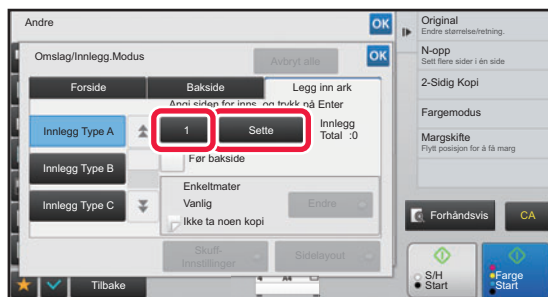 Andre
OK
Omslag/Innlegg.Modus
Avbryt alle
OK
Forside
Bakside
Legg inn ark
Angi siden for inns. og trykk på Enter
Innlegg Type A
1
Sette
Innlegg
Total :0
Før bakside
Innlegg Type B
Innlegg Type C
Enkeltmater
Vanlig
Endre
Ikke ta noen kopi
Skuff-
Innstillinger
Sidelayout
Tilbake
A4
Original
Endre størrelse/retning.
N-opp
Sett flere sider i én side
2-Sidig Kopi
Fargemodus
Margskifte
Flytt posisjon for å få marg
Forhåndsvis
CA
S/H
Start
Farge
Start